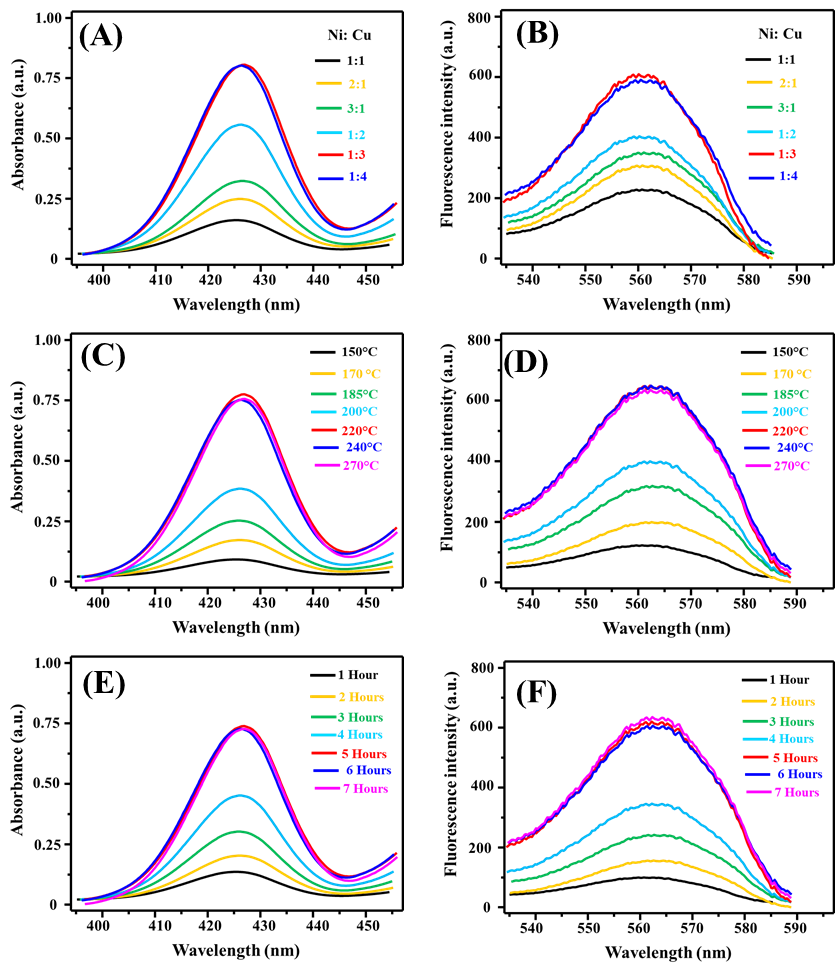 (A)
Ni: Cu
1:1
2:1
3:1
1:2
1:3
1:4
1.00
0.75
0.50
0.25
0
Absorbance (a.u.)
400
410
420
430
440
450
Wavelength (nm)
(B)
Ni: Cu
1:1
2:1
3:1
1:2
1:3
1:4
800
600
400
200
0
Fluorescence intensity (a.u.)
540
550
560
570
580
590
Wavelength (nm)
(C)
150°C
170 °C
185°C
200°C
220°C
240°C
270°C
1.00
0.75
0.50
0.25
0
Absorbance (a.u.)
400
410
420
430
440
450
Wavelength (nm)
(D)
150°C
170 °C
185°C
200°C
220°C
240°C
270°C
800
600
400
200
0
Fluorescence intensity (a.u.)
540
550
560
570
580
590
Wavelength (nm)
(E)
1 Hour
2 Hours
3 Hours
4 Hours
5 Hours
6 Hours
7 Hours
1.00
0.75
0.50
0.25
0
Absorbance (a.u.)
400
410
420
430
440
450
Wavelength (nm)
(F)
1 Hour
2 Hours
3 Hours
4 Hours
5 Hours
6 Hours
7 Hours
800
600
400
200
0
Fluorescence intensity (a.u.)
540
550
560
570
580
590
Wavelength (nm)